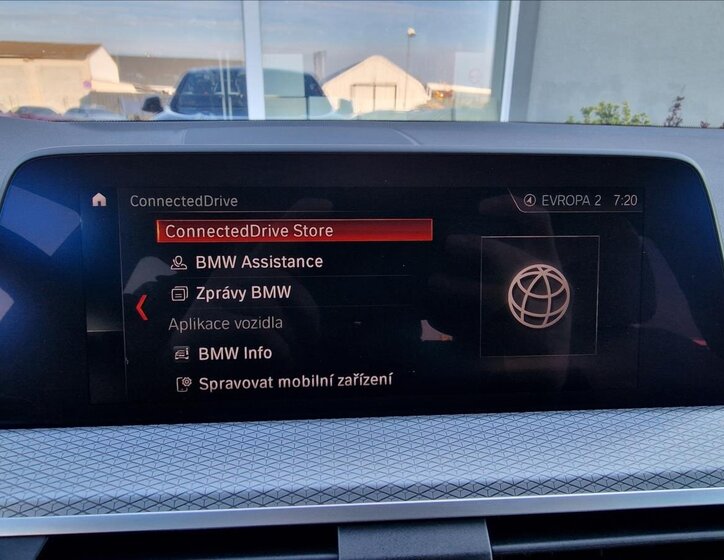 ConnectedDrive
EVROPA 2 7:20
ConnectedDrive Store
BMW Assistance
Zprávy BMW
Aplikace vozidla
BMW Info
Spravovat mobilní zařízení